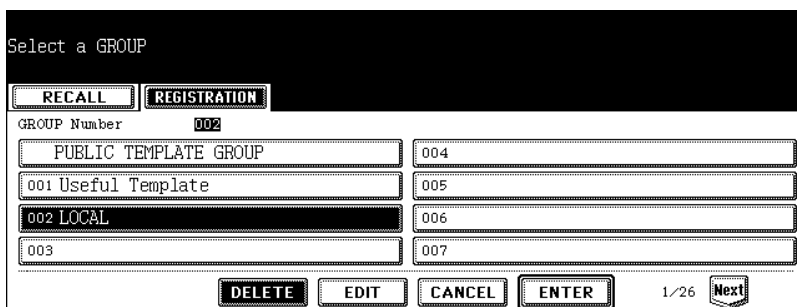 Select a GROUP
RECALL REGISTRATION
GROUP Number 002
PUBLIC TEMPLATE GROUP
001 Useful Template
002 LOCAL
003
004
005
006
007
DELETE EDIT CANCEL ENTER 1/26 Next